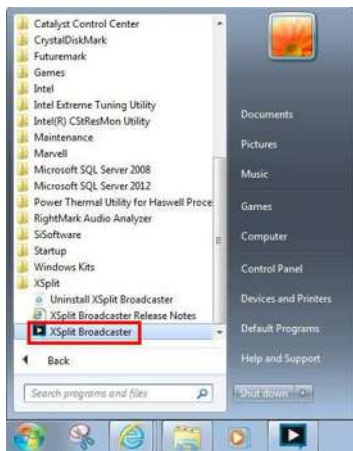 Catalyst Control Center
CrystalDiskMark
Futuremark
Games
Intel
Intel Extreme Tuning Utility
Intel(R) CStResMon Utility
Maintenance
Marvell
Microsoft SQL Server 2008
Microsoft SQL Server 2012
Power Thermal Utility for Haswell Proce
RightMark Audio Analyzer
SiSoftware
Startup
Windows Kits
XSplit
Uninstall XSplit Broadcaster
XSplit Broadcaster Release Notes
XSplit Broadcaster
Back
Search programs and files
Documents
Pictures
Music
Games
Computer
Control Panel
Devices and Printers
Default Programs
Help and Support
Shut down